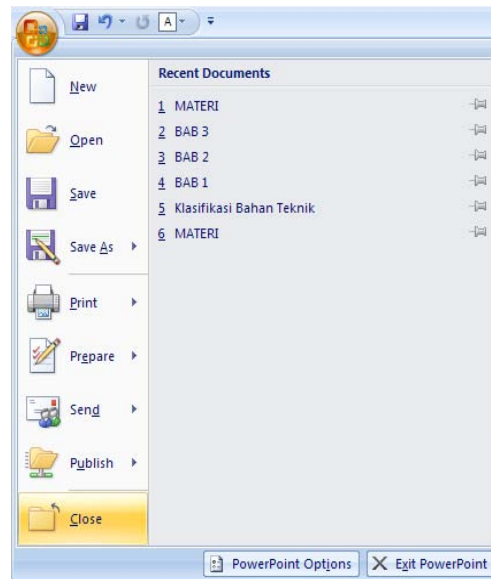 A
New
Open
Save
Save As
Print
Prepare
Send
Publish
Close
Recent Documents
1 MATERI
2 BAB 3
3 BAB 2
4 BAB 1
5 Klasifikasi Bahan Teknik
6 MATERI
PowerPoint Options
Exit PowerPoint